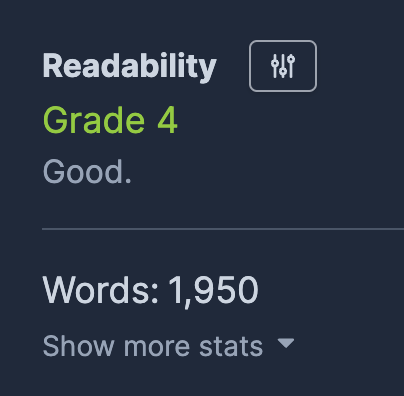 Readability
Grade 4
Good.
Words: 1,950
Show more stats